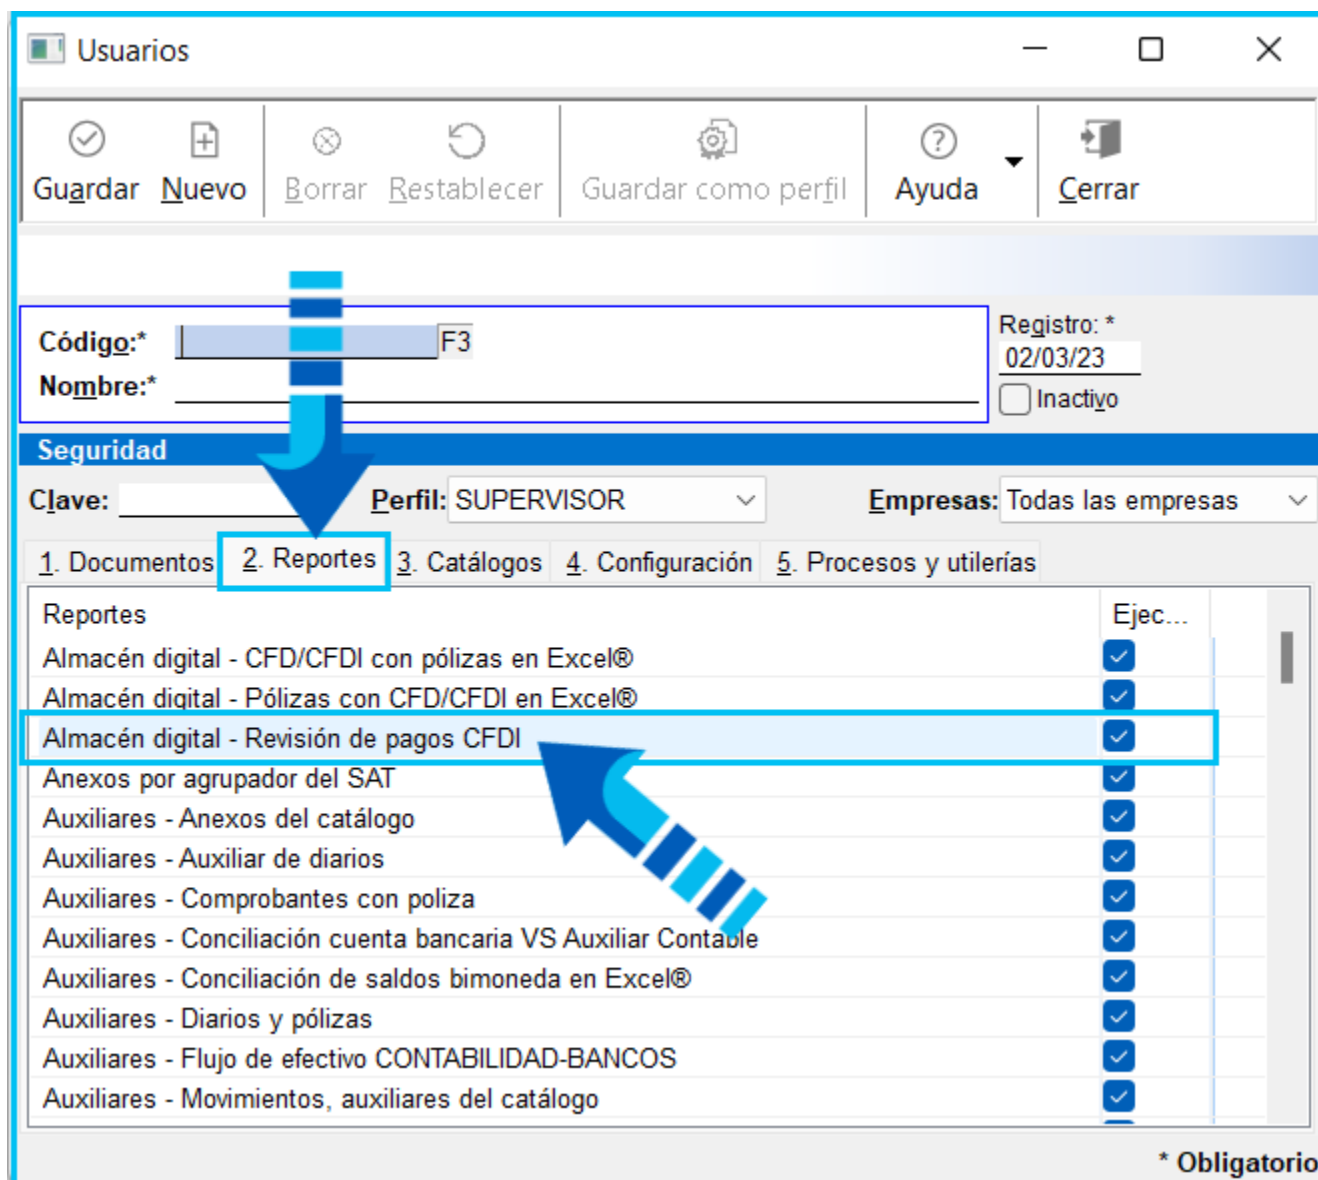 Usuarios
Guardar Nuevo Borrar Restablecer Guardar como perfil Ayuda Cerrar
Código:* F3
Nombre:*
Registro: *
02/03/23
Inactivo
Seguridad
Clave: Perfil: SUPERVISOR Empresas: Todas las empresas
1. Documentos 2. Reportes 3. Catálogos 4. Configuración 5. Procesos y utilerías
Reportes Ejec...
Almacén digital - CFD/CFDI con pólizas en Excel®
Almacén digital - Pólizas con CFD/CFDI en Excel®
Almacén digital - Revisión de pagos CFDI
Anexos por agrupador del SAT
Auxiliares - Anexos del catálogo
Auxiliares - Auxiliar de diarios
Auxiliares - Comprobantes con poliza
Auxiliares - Conciliación cuenta bancaria VS Auxiliar Contable
Auxiliares - Conciliación de saldos bimoneda en Excel®
Auxiliares - Diarios y pólizas
Auxiliares - Flujo de efectivo CONTABILIDAD-BANCOS
Auxiliares - Movimientos, auxiliares del catálogo
* Obligatorio